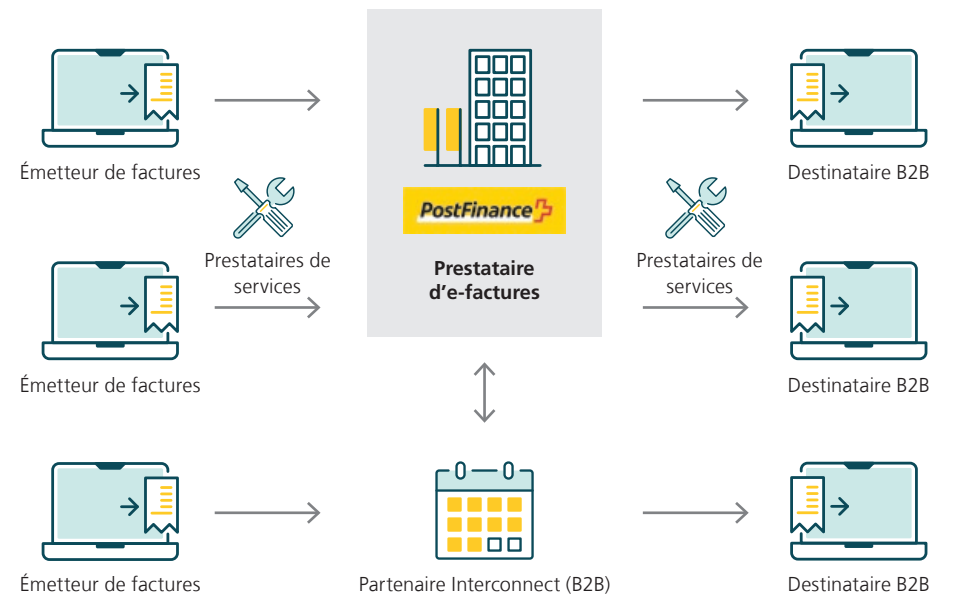 Émetteur de factures
Destinataire B2B
PostFinance
Prestataires de
services
Prestataire
d’e-factures
Prestataires de
services
Émetteur de factures
Destinataire B2B
Émetteur de factures
Partenaire Interconnect (B2B)
Destinataire B2B